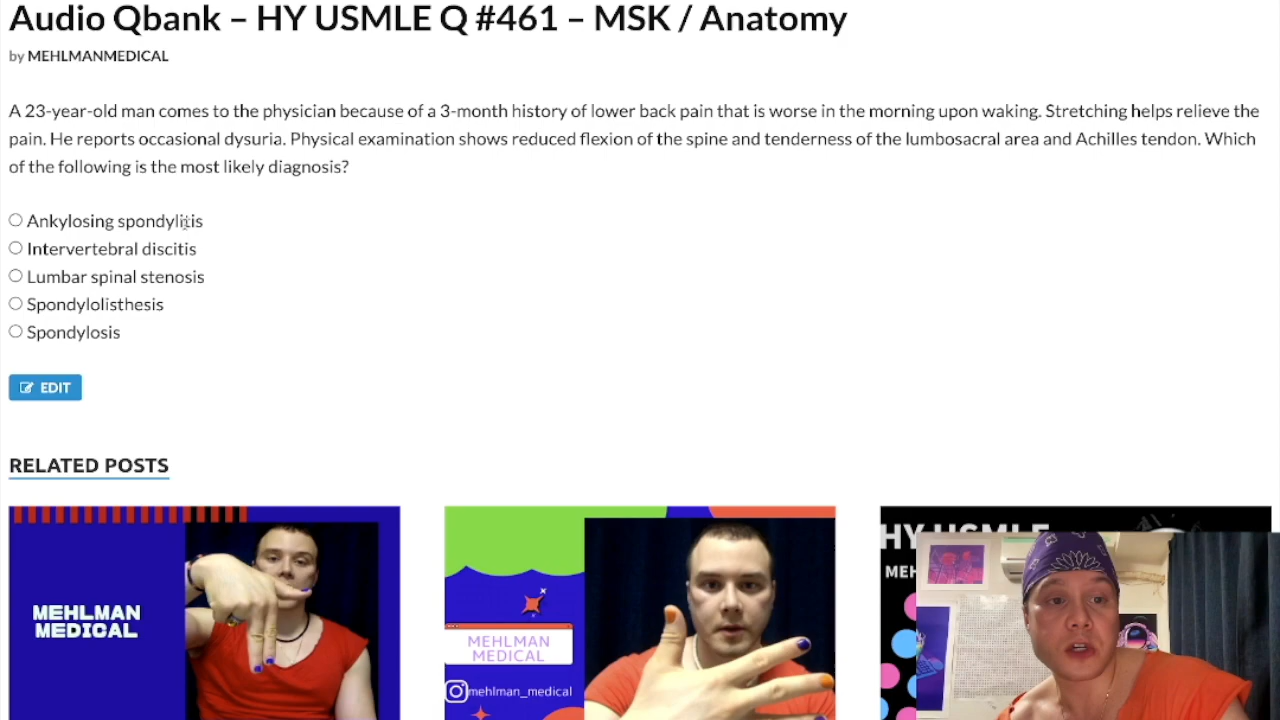 Audio Qbank – HY USMLE Q #461 – MSK / Anatomy
by MEHLMANMEDICAL
A 23-year-old man comes to the physician because of a 3-month history of lower back pain that is worse in the morning upon waking. Stretching helps relieve the
pain. He reports occasional dysuria. Physical examination shows reduced flexion of the spine and tenderness of the lumbosacral area and Achilles tendon. Which
of the following is the most likely diagnosis?
Ankylosing spondylitis
Intervertebral discitis
Lumbar spinal stenosis
Spondylolisthesis
Spondylosis
EDIT
RELATED POSTS
MEHLMAN
MEDICAL
MEHLMAN
MEDICAL
mehlman_medical
HY USMLE
MEH